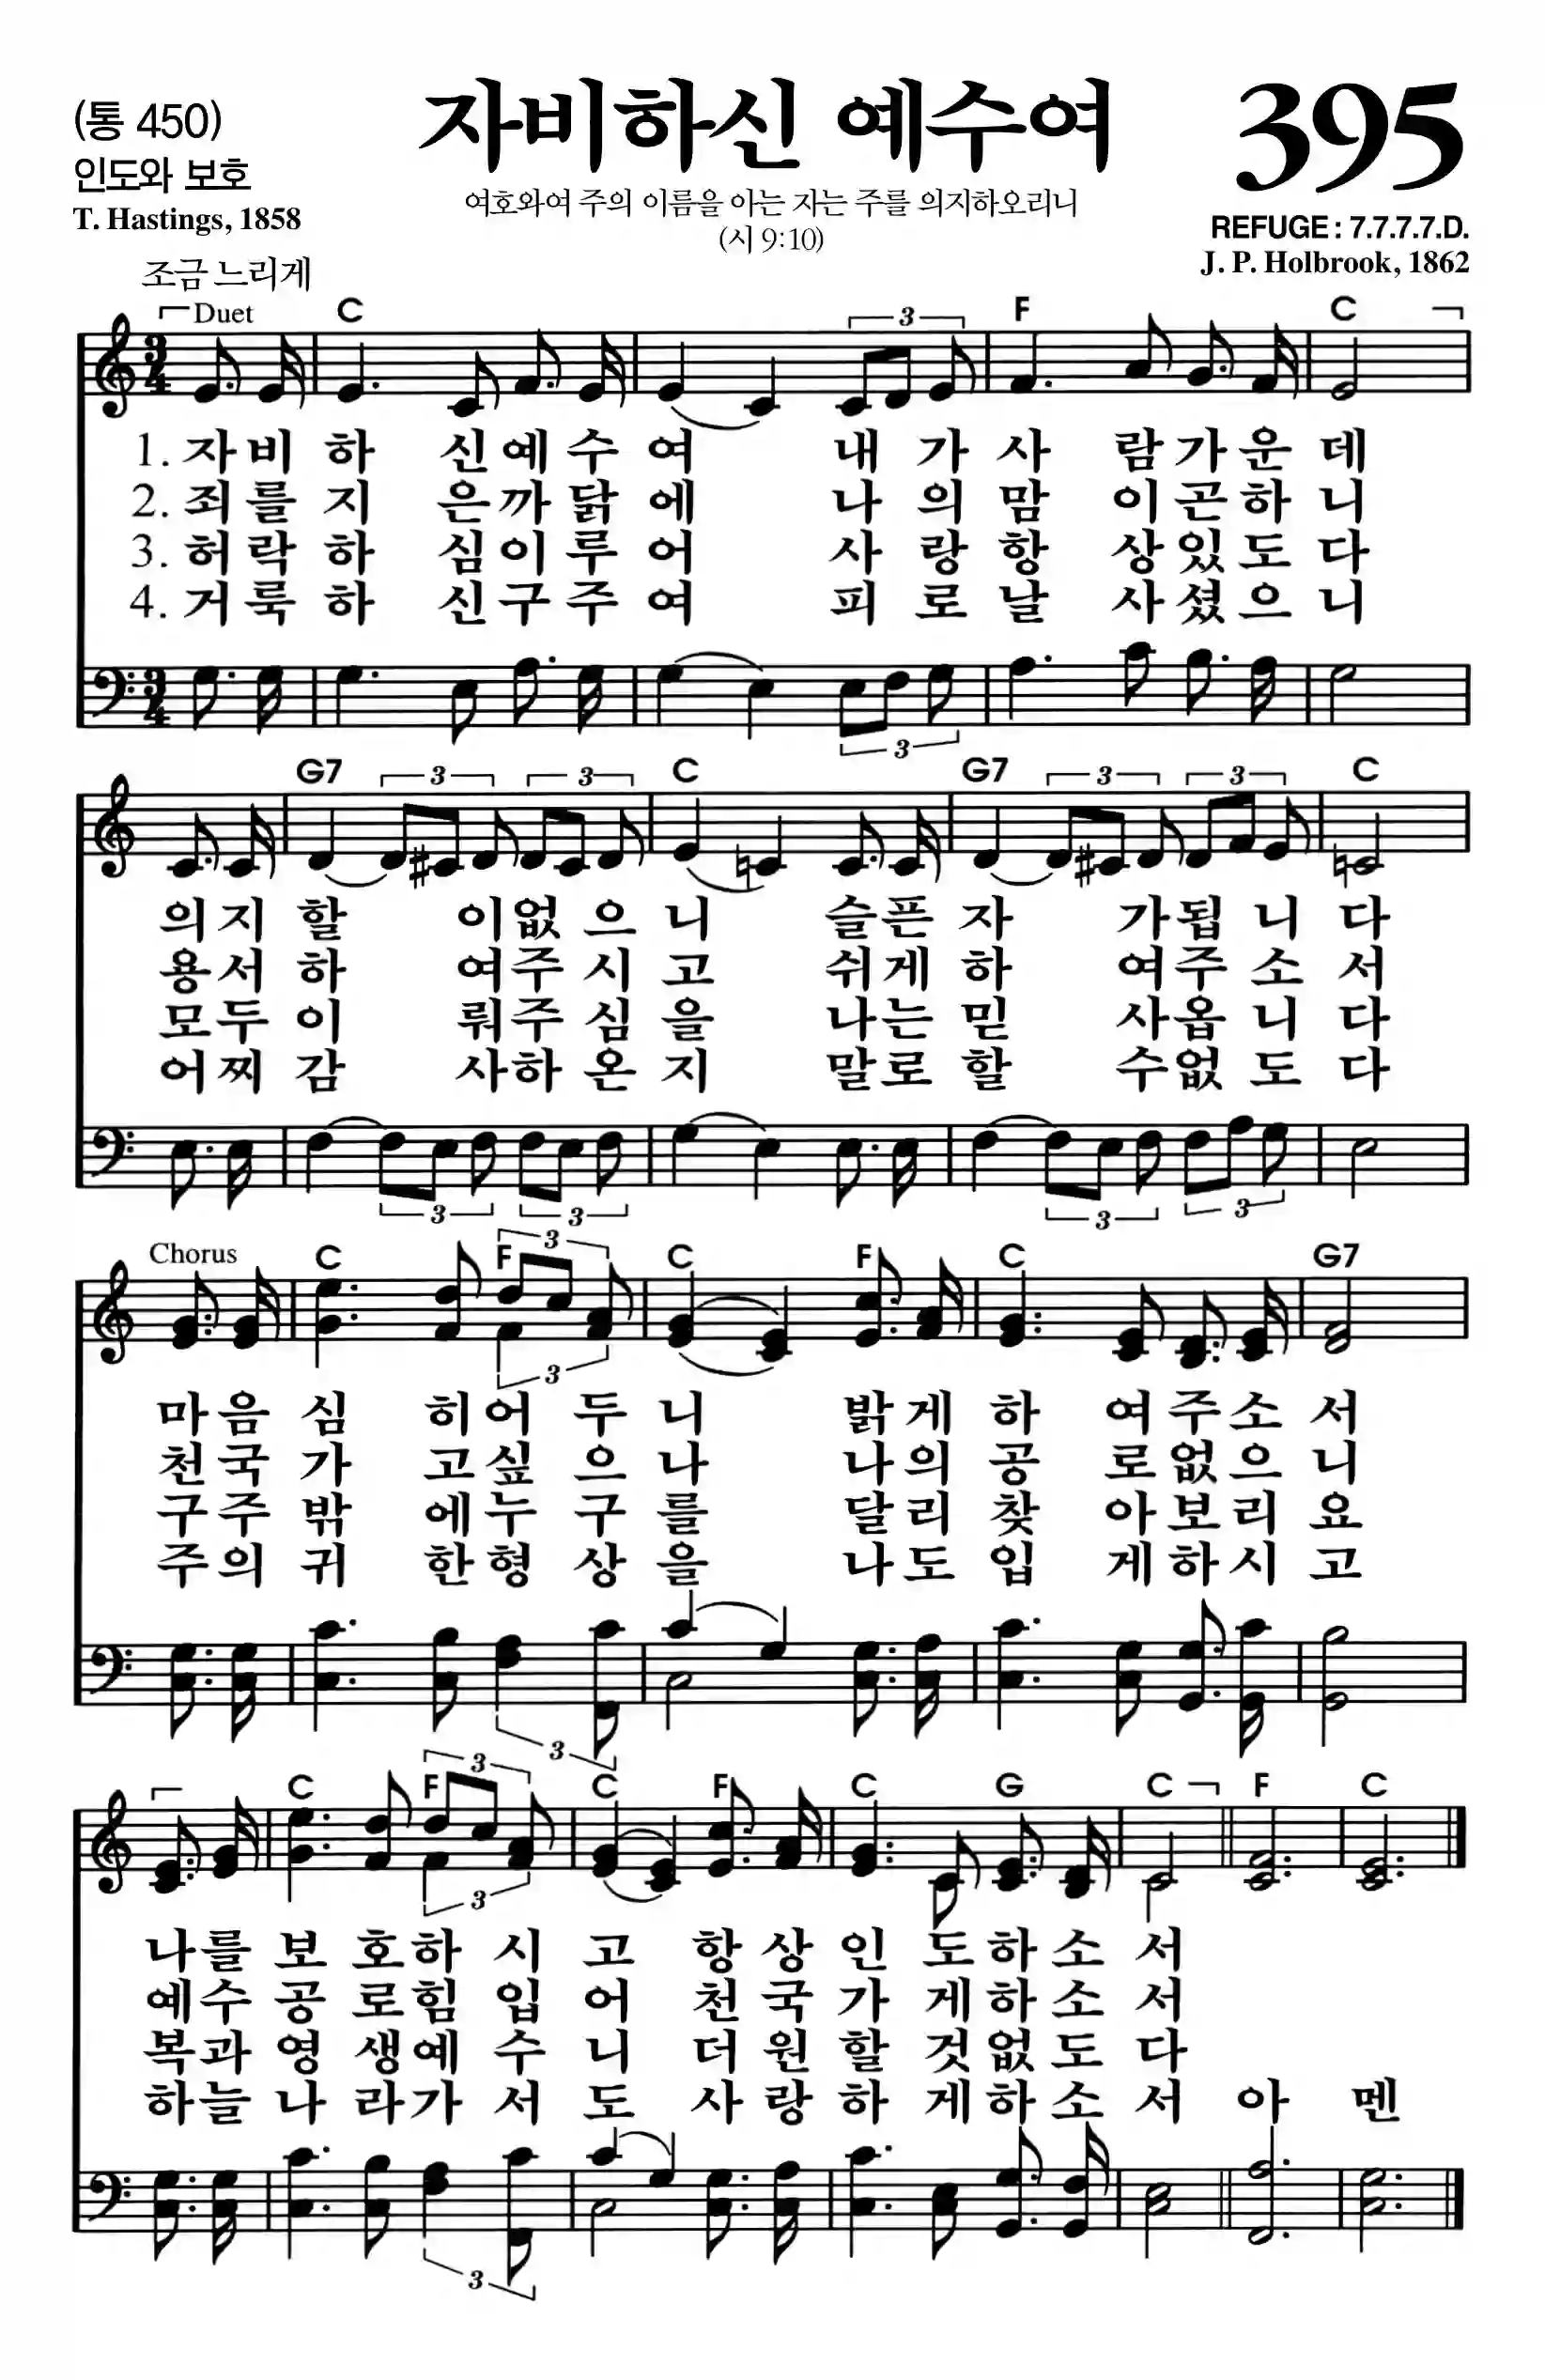 (통 450)
인도와 보호
T. Hastings, 1858
자비하신 예수여
여호와여 주의 이름을 아는 자는 주를 의지하오리니
(시 9:10)
395
REFUGE : 7.7.7.7.D.
J. P. Holbrook, 1862
조금 느리게
Duet C 3 F C
3/4
1. 자비 하 신예 수 여 내 가 사 람가운 데
2. 죄를 지 은까 닭 에 나 의 맘 이곤하 니
3. 허락 하 심이 루 어 사 랑 항 상있도 다
4. 거룩 하 신구 주 여 피 로 날 사셨으 니
3/4
3
G7 3 3 C G7 3 3 C
의지 할 이없 으 니 슬픈 자 가됩 니 다
용서 하 여주 시 고 쉬게 하 여주 소 서
모두 이 뤄주 심 을 나는 믿 사옵 니 다
어찌 감 사하 온 지 말로 할 수없 도 다
3 3 3 3
Chorus C F 3 C F C G7
3
마음 심 히어 두 니 밝게 하 여주소 서
천국 가 고싶 으 나 나의 공 로없으 니
구주 밖 에누 구 를 달리 찾 아보리 요
주의 귀 한형 상 을 나도 입 게하시 고
3
C F 3 C F C G C F C
3
나를 보 호하 시 고 항 상 인 도하소 서
예수 공 로힘 입 어 천 국 가 게하소 서
복과 영 생예 수 니 더 원 할 것없도 다
하늘 나 라가 서 도 사 랑 하 게하소 서 아 멘
3